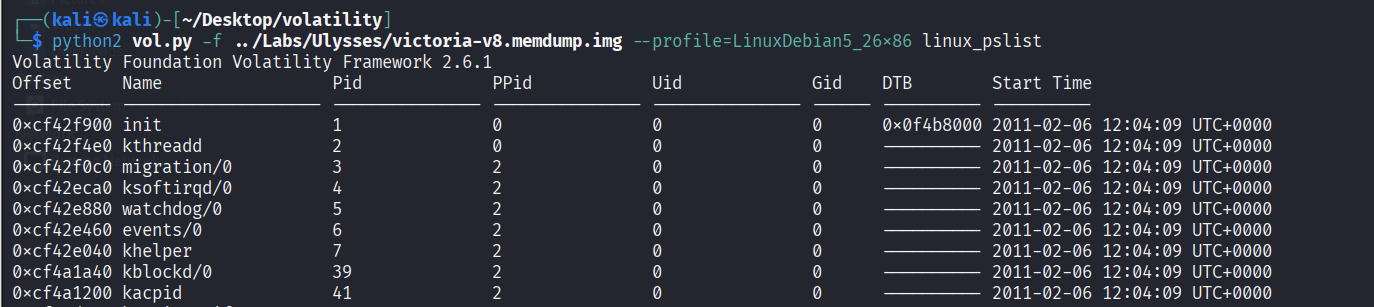 ┌──(kali㉿kali)-[~/Desktop/volatility]
└─$ python2 vol.py -f ../Labs/Ulysses/victoria-v8.memdump.img --profile=LinuxDebian5_26×86 linux_pslist
Volatility Foundation Volatility Framework 2.6.1
Offset     Name                 Pid             PPid            Uid             Gid    DTB        Start Time
---------- -------------------- --------------- --------------- --------------- ------ ---------- ----------
0×cf42f900 init                 1               0               0               0      0×0f4b8000 2011-02-06 12:04:09 UTC+0000
0×cf42f4e0 kthreadd             2               0               0               0      ---------- 2011-02-06 12:04:09 UTC+0000
0×cf42f0c0 migration/0          3               2               0               0      ---------- 2011-02-06 12:04:09 UTC+0000
0×cf42eca0 ksoftirqd/0          4               2               0               0      ---------- 2011-02-06 12:04:09 UTC+0000
0×cf42e880 watchdog/0           5               2               0               0      ---------- 2011-02-06 12:04:09 UTC+0000
0×cf42e460 events/0             6               2               0               0      ---------- 2011-02-06 12:04:09 UTC+0000
0×cf42e040 khelper              7               2               0               0      ---------- 2011-02-06 12:04:09 UTC+0000
0×cf4a1a40 kblockd/0            39              2               0               0      ---------- 2011-02-06 12:04:09 UTC+0000
0×cf4a1200 kacpid               41              2               0               0      ---------- 2011-02-06 12:04:09 UTC+0000